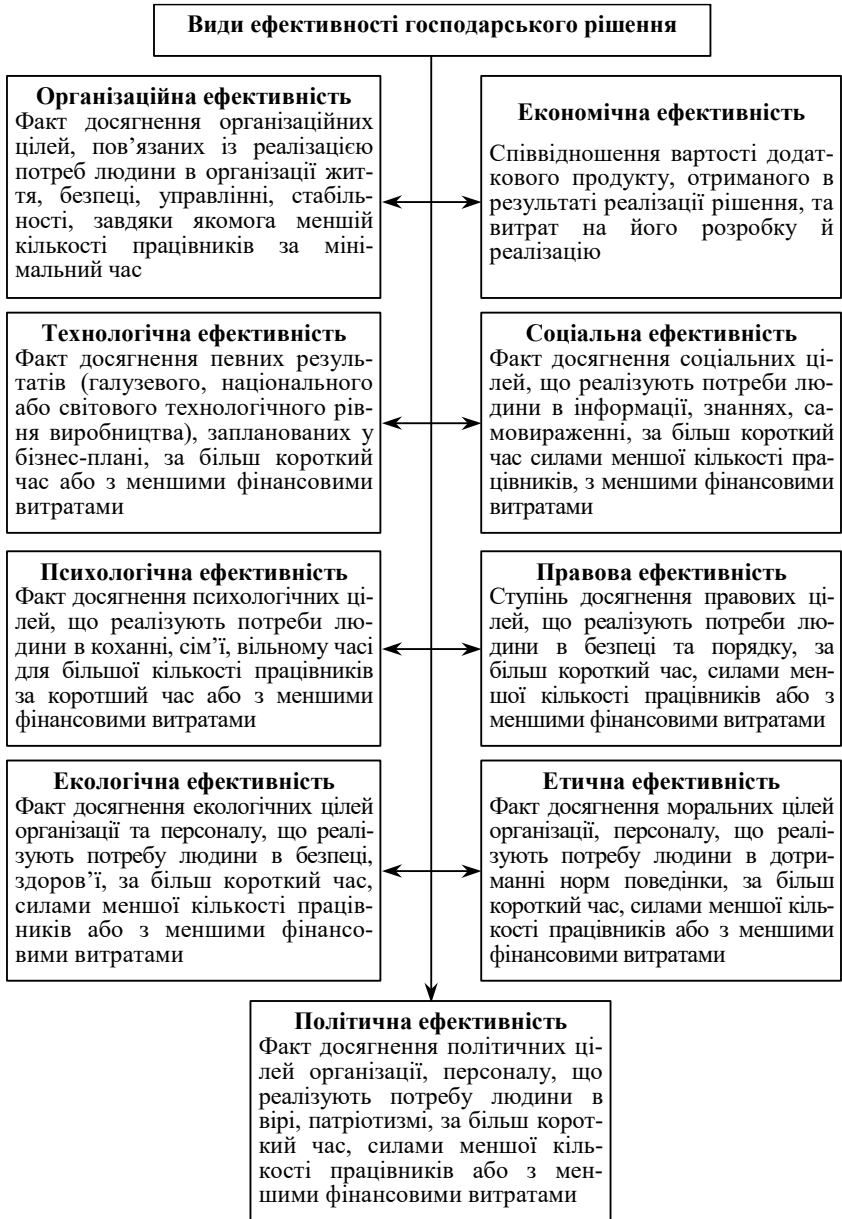 Види ефективності господарського рішення
Організаційна ефективність
Факт досягнення організаційних
цілей, пов’язаних із реалізацією
потреб людини в організації жит-
тя, безпеці, управлінні, стабіль-
ності, завдяки якомога меншій
кількості працівників за міні-
мальний час
Економічна ефективність
Співвідношення вартості додат-
кового продукту, отриманого в
результаті реалізації рішення, та
витрат на його розробку й
реалізацію
Технологічна ефективність
Факт досягнення певних резуль-
татів (галузевого, національного
або світового технологічного рів-
ня виробництва), запланованих у
бізнес-плані, за більш короткий
час або з меншими фінансовими
витратами
Соціальна ефективність
Факт досягнення соціальних ці-
лей, що реалізують потреби лю-
дини в інформації, знаннях, са-
мовираженні, за більш короткий
час силами меншої кількості пра-
цівників, з меншими фінансовими
витратами
Психологічна ефективність
Факт досягнення психологічних ці-
лей, що реалізують потреби лю-
дини в коханні, сім’ї, вільному часі
для більшої кількості працівників
за коротший час або з меншими
фінансовими витратами
Правова ефективність
Ступінь досягнення правових ці-
лей, що реалізують потреби лю-
дини в безпеці та порядку, за
більш короткий час, силами мен-
шої кількості працівників або з
меншими фінансовими витратами
Екологічна ефективність
Факт досягнення екологічних цілей
організації та персоналу, що реалі-
зують потребу людини в безпеці,
здоров’ї, за більш короткий час,
силами меншої кількості праців-
ників або з меншими фінансо-
вими витратами
Етична ефективність
Факт досягнення моральних цілей
організації, персоналу, що реалі-
зують потребу людини в дотри-
манні норм поведінки, за більш
короткий час, силами меншої кіль-
кості працівників або з меншими
фінансовими витратами
Політична ефективність
Факт досягнення політичних ці-
лей організації, персоналу, що
реалізують потребу людини в
вірі, патріотизмі, за більш корот-
кий час, силами меншої кіль-
кості працівників або з мен-
шими фінансовими витратами